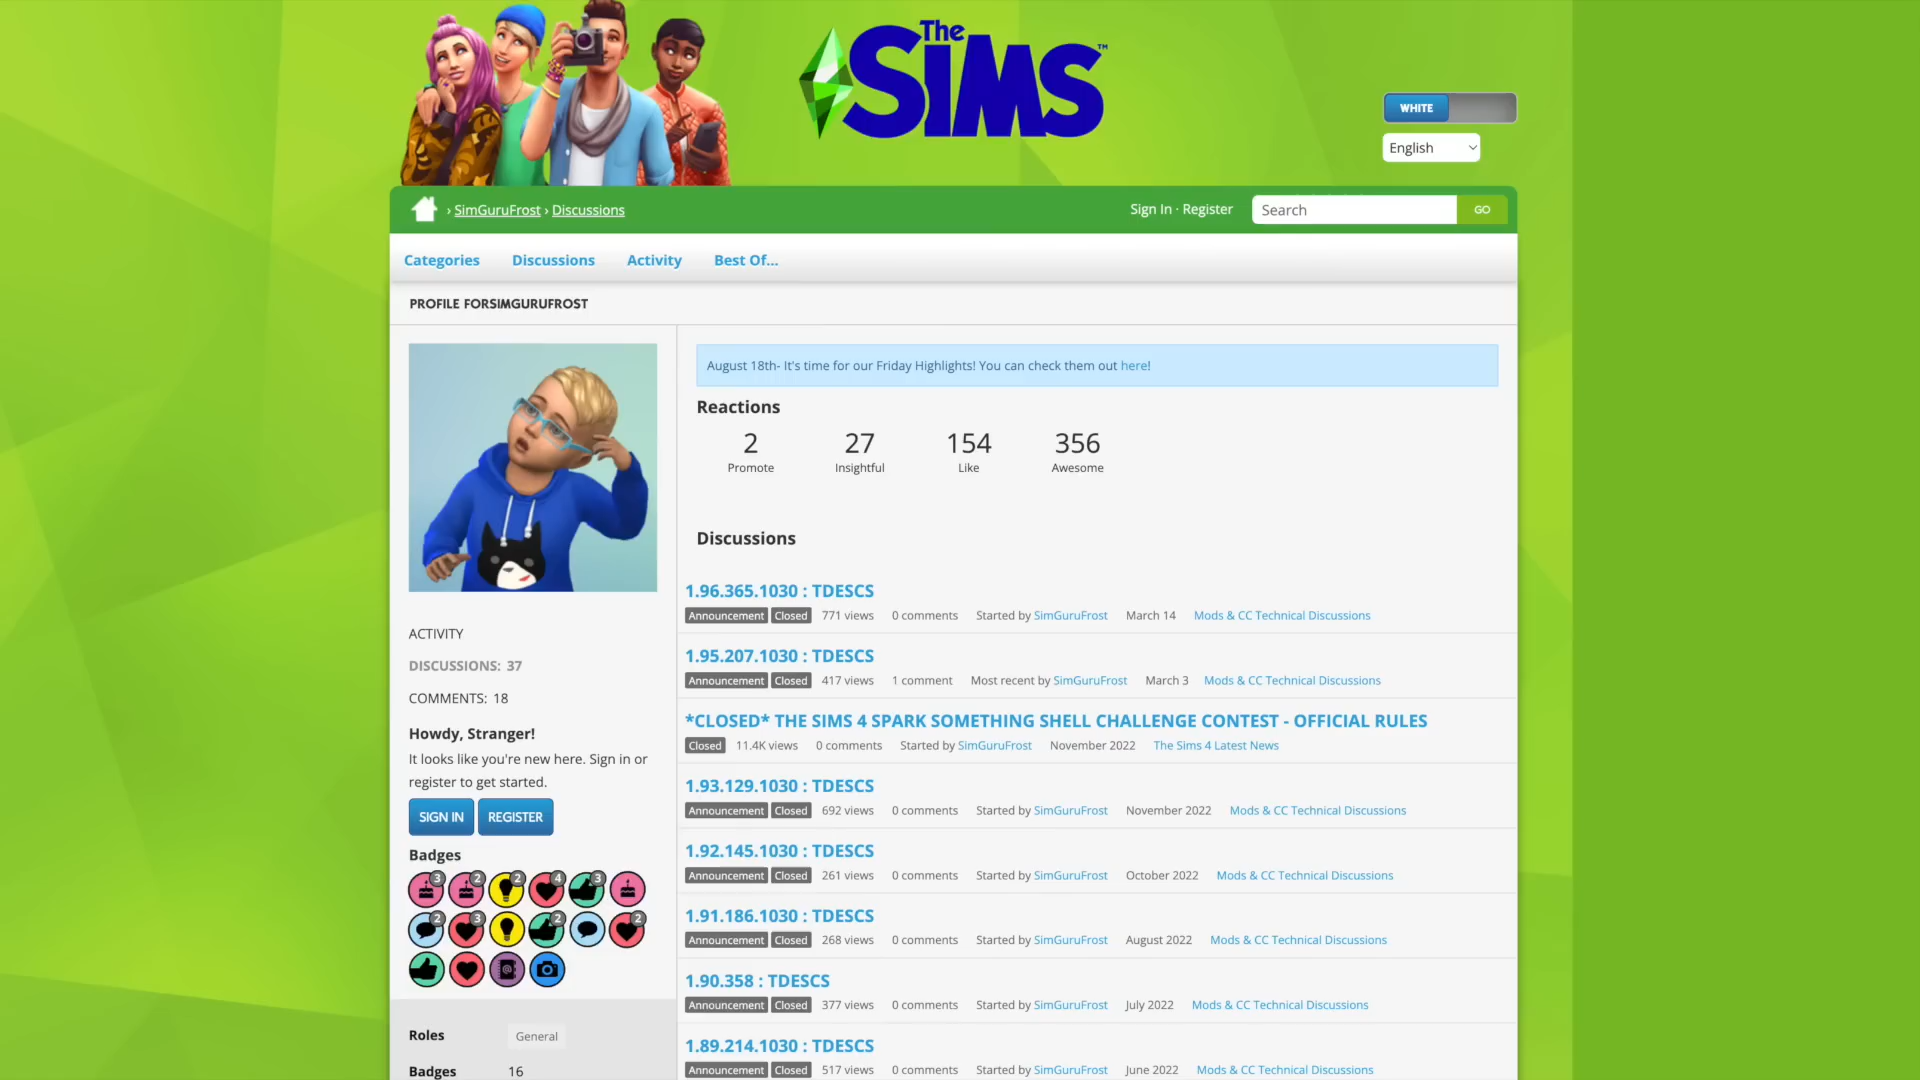 The SIMS™
WHITE
English
› SimGuruFrost › Discussions
Sign In · Register
Search
GO
Categories
Discussions
Activity
Best Of...
PROFILE FORSIMGURUFROST
August 18th- It's time for our Friday Highlights! You can check them out here!
Reactions
2
27
154
356
Promote
Insightful
Like
Awesome
Discussions
1.96.365.1030 : TDESCS
Announcement Closed 771 views 0 comments Started by SimGuruFrost March 14 Mods & CC Technical Discussions
1.95.207.1030 : TDESCS
Announcement Closed 417 views 1 comment Most recent by SimGuruFrost March 3 Mods & CC Technical Discussions
*CLOSED* THE SIMS 4 SPARK SOMETHING SHELL CHALLENGE CONTEST - OFFICIAL RULES
Closed 11.4K views 0 comments Started by SimGuruFrost November 2022 The Sims 4 Latest News
1.93.129.1030 : TDESCS
Announcement Closed 692 views 0 comments Started by SimGuruFrost November 2022 Mods & CC Technical Discussions
1.92.145.1030 : TDESCS
Announcement Closed 261 views 0 comments Started by SimGuruFrost October 2022 Mods & CC Technical Discussions
1.91.186.1030 : TDESCS
Announcement Closed 268 views 0 comments Started by SimGuruFrost August 2022 Mods & CC Technical Discussions
1.90.358 : TDESCS
Announcement Closed 377 views 0 comments Started by SimGuruFrost July 2022 Mods & CC Technical Discussions
1.89.214.1030 : TDESCS
Announcement Closed 517 views 0 comments Started by SimGuruFrost June 2022 Mods & CC Technical Discussions
ACTIVITY
DISCUSSIONS: 37
COMMENTS: 18
Howdy, Stranger!
It looks like you're new here. Sign in or
register to get started.
SIGN IN
REGISTER
Badges
3 2 2 4 3
2 3 2 2
Roles General
Badges 16